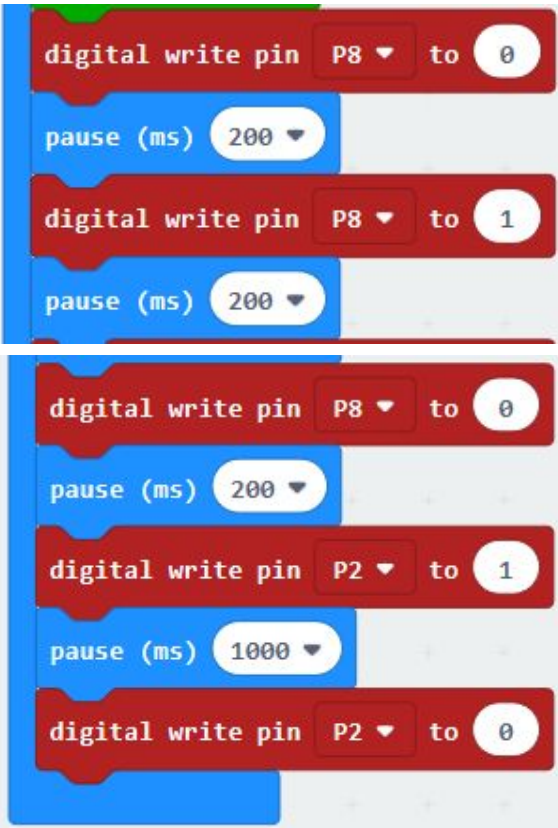 digital write pin P8 to 0
pause (ms) 200
digital write pin P8 to 1
pause (ms) 200
digital write pin P8 to 0
pause (ms) 200
digital write pin P2 to 1
pause (ms) 1000
digital write pin P2 to 0